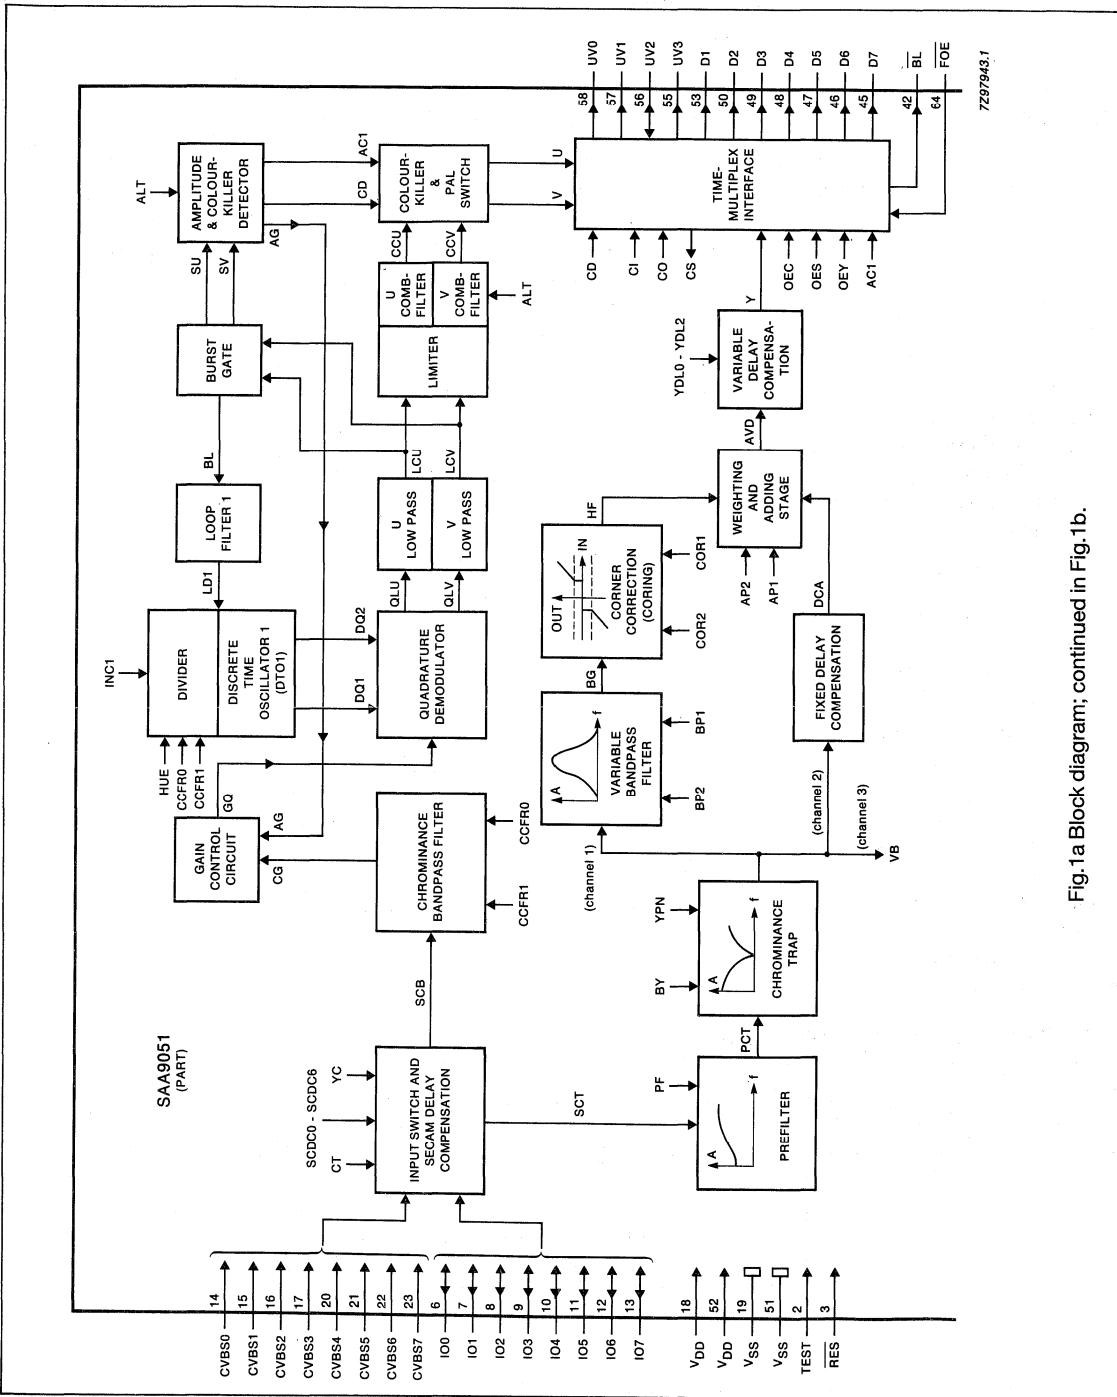 SAA9051
(PART)
CVBS0 14
CVBS1 15
CVBS2 16
CVBS3 17
CVBS4 20
CVBS5 21
CVBS6 22
CVBS7 23
IO0 6
IO1 7
IO2 8
IO3 9
IO4 10
IO5 11
IO6 12
IO7 13
VDD 18
VDD 52
VSS 19
VSS 51
TEST 2
RES 3
CT
SCDC0 - SCDC6
YC
INPUT SWITCH AND
SECAM DELAY
COMPENSATION
SCB
SCT
PF
A
f
PREFILTER
PCT
BY
YPN
A
f
CHROMINANCE
TRAP
(channel 1)
(channel 2)
(channel 3)
VB
CHROMINANCE
BANDPASS FILTER
CCFR1
CCFR0
CG
AG
GAIN
CONTROL
CIRCUIT
GQ
HUE
CCFR0
CCFR1
INC1
DIVIDER
DISCRETE
TIME
OSCILLATOR 1
(DTO1)
DQ1
DQ2
QUADRATURE
DEMODULATOR
LD1
LOOP
FILTER 1
BL
BURST
GATE
QLU
QLV
U
LOW PASS
V
LOW PASS
LCU
LCV
LIMITER
U
COMB-
FILTER
V
COMB-
FILTER
ALT
CCU
CCV
SU
SV
ALT
AMPLITUDE
& COLOUR-
KILLER
DETECTOR
AG
CD
AC1
COLOUR-
KILLER
&
PAL
SWITCH
V
U
A
f
VARIABLE
BANDPASS
FILTER
BP2
BP1
BG
OUT
IN
CORNER
CORRECTION
(CORING)
COR2
COR1
HF
FIXED DELAY
COMPENSATION
DCA
AP2
AP1
WEIGHTING
AND
ADDING
STAGE
AVD
YDL0 - YDL2
VARIABLE
DELAY
COMPENSA-
TION
Y
CD
CI
CO
CS
OEC
OES
OEY
AC1
TIME-
MULTIPLEX
INTERFACE
58 UV0
57 UV1
56 UV2
55 UV3
53 D1
50 D2
49 D3
48 D4
47 D5
46 D6
45 D7
42 BL
64 FOE
7Z97943.1
Fig.1a Block diagram; continued in Fig.1b.